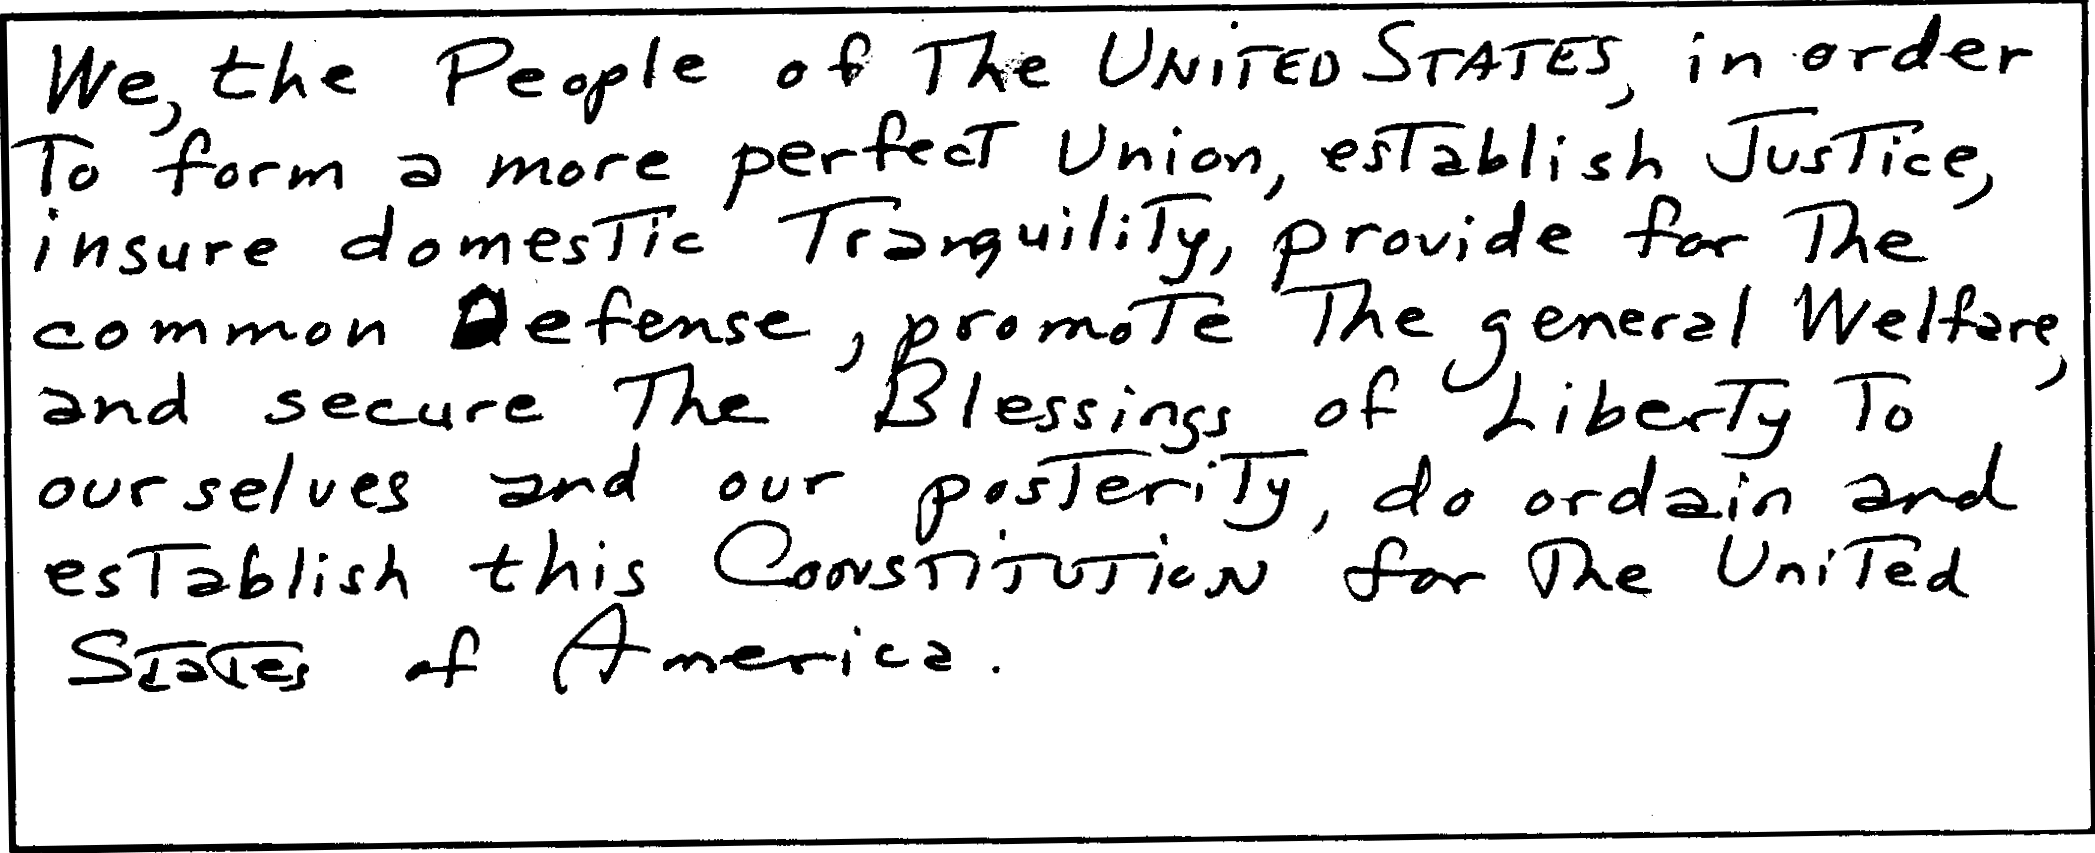 We, the People of The UNITED STATES, in order
To form a more perfect Union, establish Justice,
insure domestic Tranquility, provide for The
common Defense, promote The general Welfare,
and secure The Blessings of Liberty To
ourselves and our posterity, do ordain and
establish this CONSTITUTION for The United
States of America.